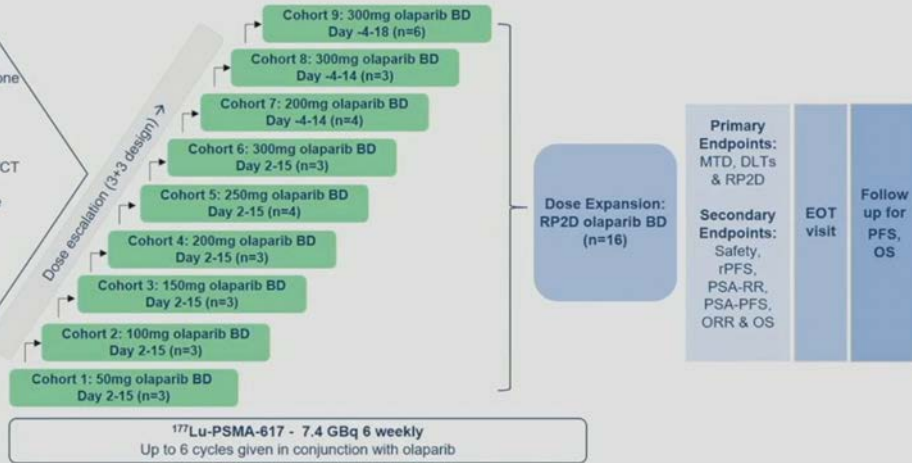 one
CT
Dose escalation (3+3 design) ↗
Cohort 9: 300mg olaparib BD
Day -4-18 (n=6)
Cohort 8: 300mg olaparib BD
Day -4-14 (n=3)
Cohort 7: 200mg olaparib BD
Day -4-14 (n=4)
Cohort 6: 300mg olaparib BD
Day 2-15 (n=3)
Cohort 5: 250mg olaparib BD
Day 2-15 (n=4)
Cohort 4: 200mg olaparib BD
Day 2-15 (n=3)
Cohort 3: 150mg olaparib BD
Day 2-15 (n=3)
Cohort 2: 100mg olaparib BD
Day 2-15 (n=3)
Cohort 1: 50mg olaparib BD
Day 2-15 (n=3)
¹⁷⁷Lu-PSMA-617 - 7.4 GBq 6 weekly
Up to 6 cycles given in conjunction with olaparib
Dose Expansion:
RP2D olaparib BD
(n=16)
Primary
Endpoints:
MTD, DLTs
& RP2D
Secondary
Endpoints:
Safety,
rPFS,
PSA-RR,
PSA-PFS,
ORR & OS
EOT
visit
Follow
up for
PFS,
OS